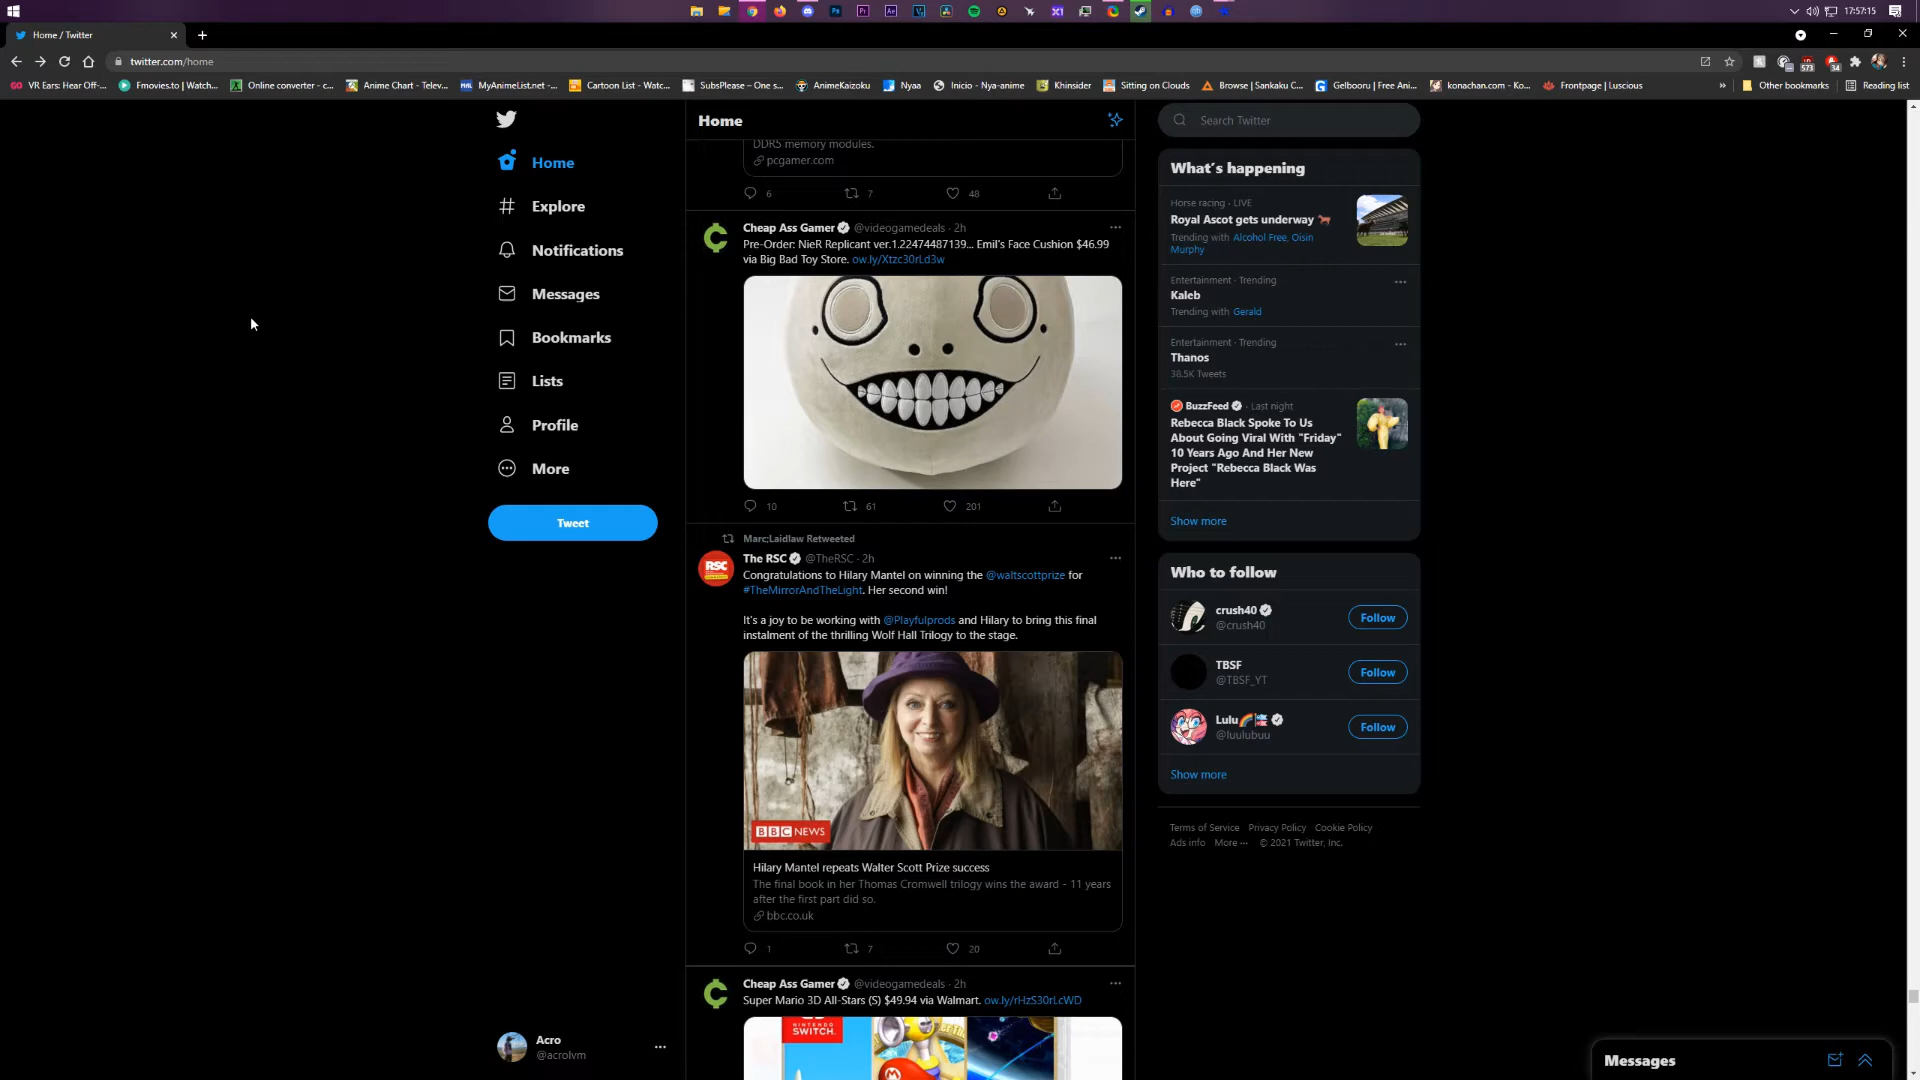 17:57:15
Home / Twitter
twitter.com/home
573
34
VR Ears: Hear Off-...
Fmovies.to | Watch...
Online converter - c...
Anime Chart - Telev...
MyAnimeList.net -...
Cartoon List - Watc...
SubsPlease – One s...
AnimeKaizoku
Nyaa
Inicio - Nya-anime
Khinsider
Sitting on Clouds
Browse | Sankaku C...
Gelbooru | Free Ani...
konachan.com - Ko...
Frontpage | Luscious
»
Other bookmarks
Reading list
Home
Explore
Notifications
Messages
Bookmarks
Lists
Profile
More
Tweet
Acro
@acrolvm
Home
DDR5 memory modules.
pcgamer.com
6
7
48
Cheap Ass Gamer @videogamedeals · 2h
Pre-Order: NieR Replicant ver.1.22474487139... Emil's Face Cushion $46.99
via Big Bad Toy Store. ow.ly/Xtzc30rLd3w
10
61
201
Marc;Laidlaw Retweeted
RSC
The RSC @TheRSC · 2h
Congratulations to Hilary Mantel on winning the @waltscottprize for
#TheMirrorAndTheLight. Her second win!
It's a joy to be working with @Playfulprods and Hilary to bring this final
instalment of the thrilling Wolf Hall Trilogy to the stage.
BBC NEWS
Hilary Mantel repeats Walter Scott Prize success
The final book in her Thomas Cromwell trilogy wins the award - 11 years
after the first part did so.
bbc.co.uk
1
7
20
Cheap Ass Gamer @videogamedeals · 2h
Super Mario 3D All-Stars (S) $49.94 via Walmart. ow.ly/rHzS30rLcWD
NINTENDO
SWITCH
Search Twitter
What's happening
Horse racing · LIVE
Royal Ascot gets underway
Trending with Alcohol Free, Oisin
Murphy
Entertainment · Trending
Kaleb
Trending with Gerald
Entertainment · Trending
Thanos
38.5K Tweets
BuzzFeed · Last night
Rebecca Black Spoke To Us
About Going Viral With "Friday"
10 Years Ago And Her New
Project "Rebecca Black Was
Here"
Show more
Who to follow
crush40
@crush40
Follow
TBSF
@TBSF_YT
Follow
Lulu
@luulubuu
Follow
Show more
Terms of Service Privacy Policy Cookie Policy
Ads info More ··· © 2021 Twitter, Inc.
Messages